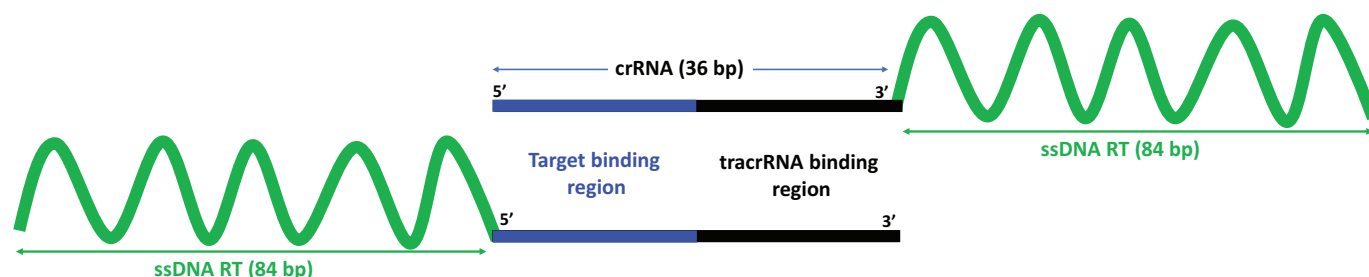 crRNA (36 bp)
5’
3’
ssDNA RT (84 bp)
Target binding
region
tracrRNA binding
region
5’
3’
ssDNA RT (84 bp)